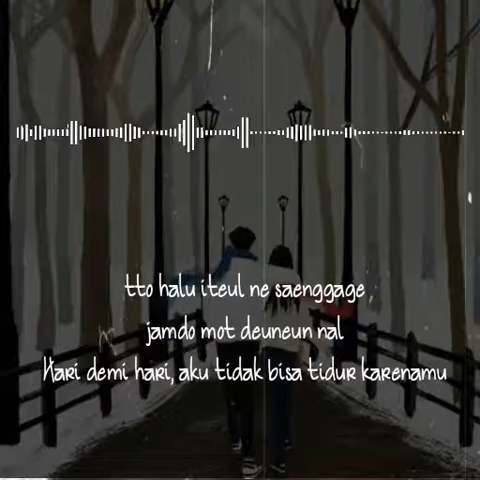 tto halu iteul ne saenggage
jamdo mot deuneun nal
Hari demi hari, aku tidak bisa tidur karenamu